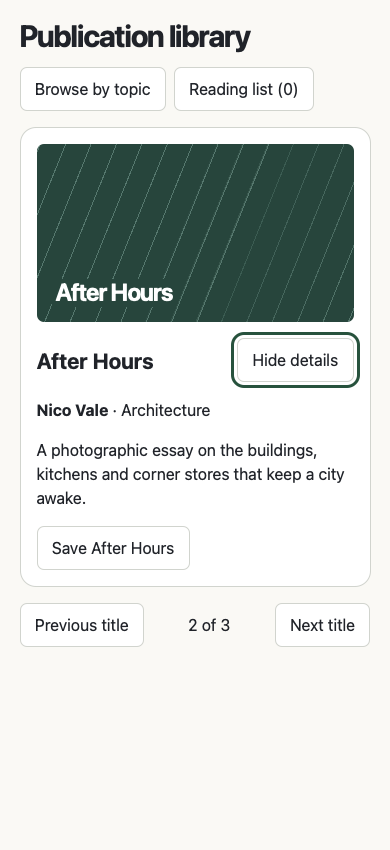 Publication library
Browse by topic
Reading list (0)
After Hours
After Hours
Hide details
Nico Vale · Architecture
A photographic essay on the buildings,
kitchens and corner stores that keep a city
awake.
Save After Hours
Previous title
2 of 3
Next title